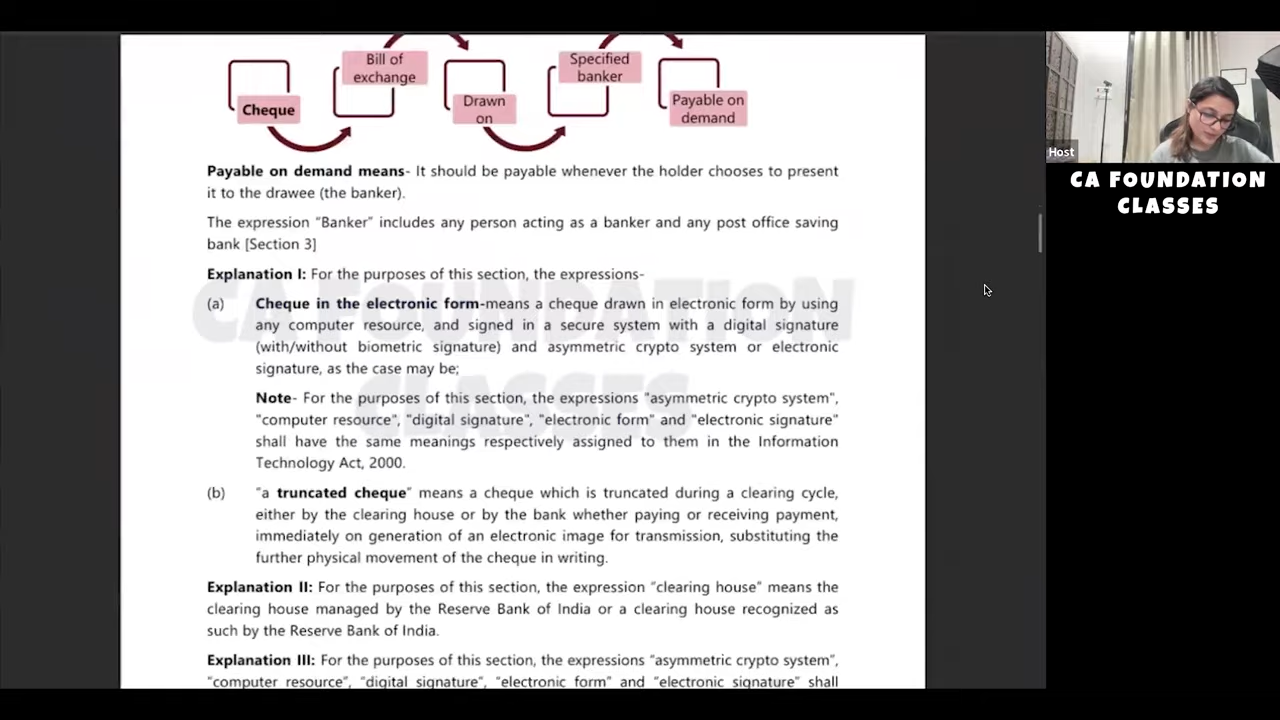 Bill of
exchange
Specified
banker
Cheque
Drawn
on
Payable on
demand
Payable on demand means- It should be payable whenever the holder chooses to present
it to the drawee (the banker).
The expression "Banker" includes any person acting as a banker and any post office saving
bank [Section 3]
Explanation I: For the purposes of this section, the expressions-
(a) Cheque in the electronic form-means a cheque drawn in electronic form by using
any computer resource, and signed in a secure system with a digital signature
(with/without biometric signature) and asymmetric crypto system or electronic
signature, as the case may be;
Note- For the purposes of this section, the expressions "asymmetric crypto system",
"computer resource", "digital signature", "electronic form" and "electronic signature"
shall have the same meanings respectively assigned to them in the Information
Technology Act, 2000.
(b) "a truncated cheque" means a cheque which is truncated during a clearing cycle,
either by the clearing house or by the bank whether paying or receiving payment,
immediately on generation of an electronic image for transmission, substituting the
further physical movement of the cheque in writing.
Explanation II: For the purposes of this section, the expression "clearing house" means the
clearing house managed by the Reserve Bank of India or a clearing house recognized as
such by the Reserve Bank of India.
Explanation III: For the purposes of this section, the expressions "asymmetric crypto system",
"computer resource", "digital signature", "electronic form" and "electronic signature" shall
CA FOUNDATION
CLASSES
Host
CA FOUNDATION
CLASSES